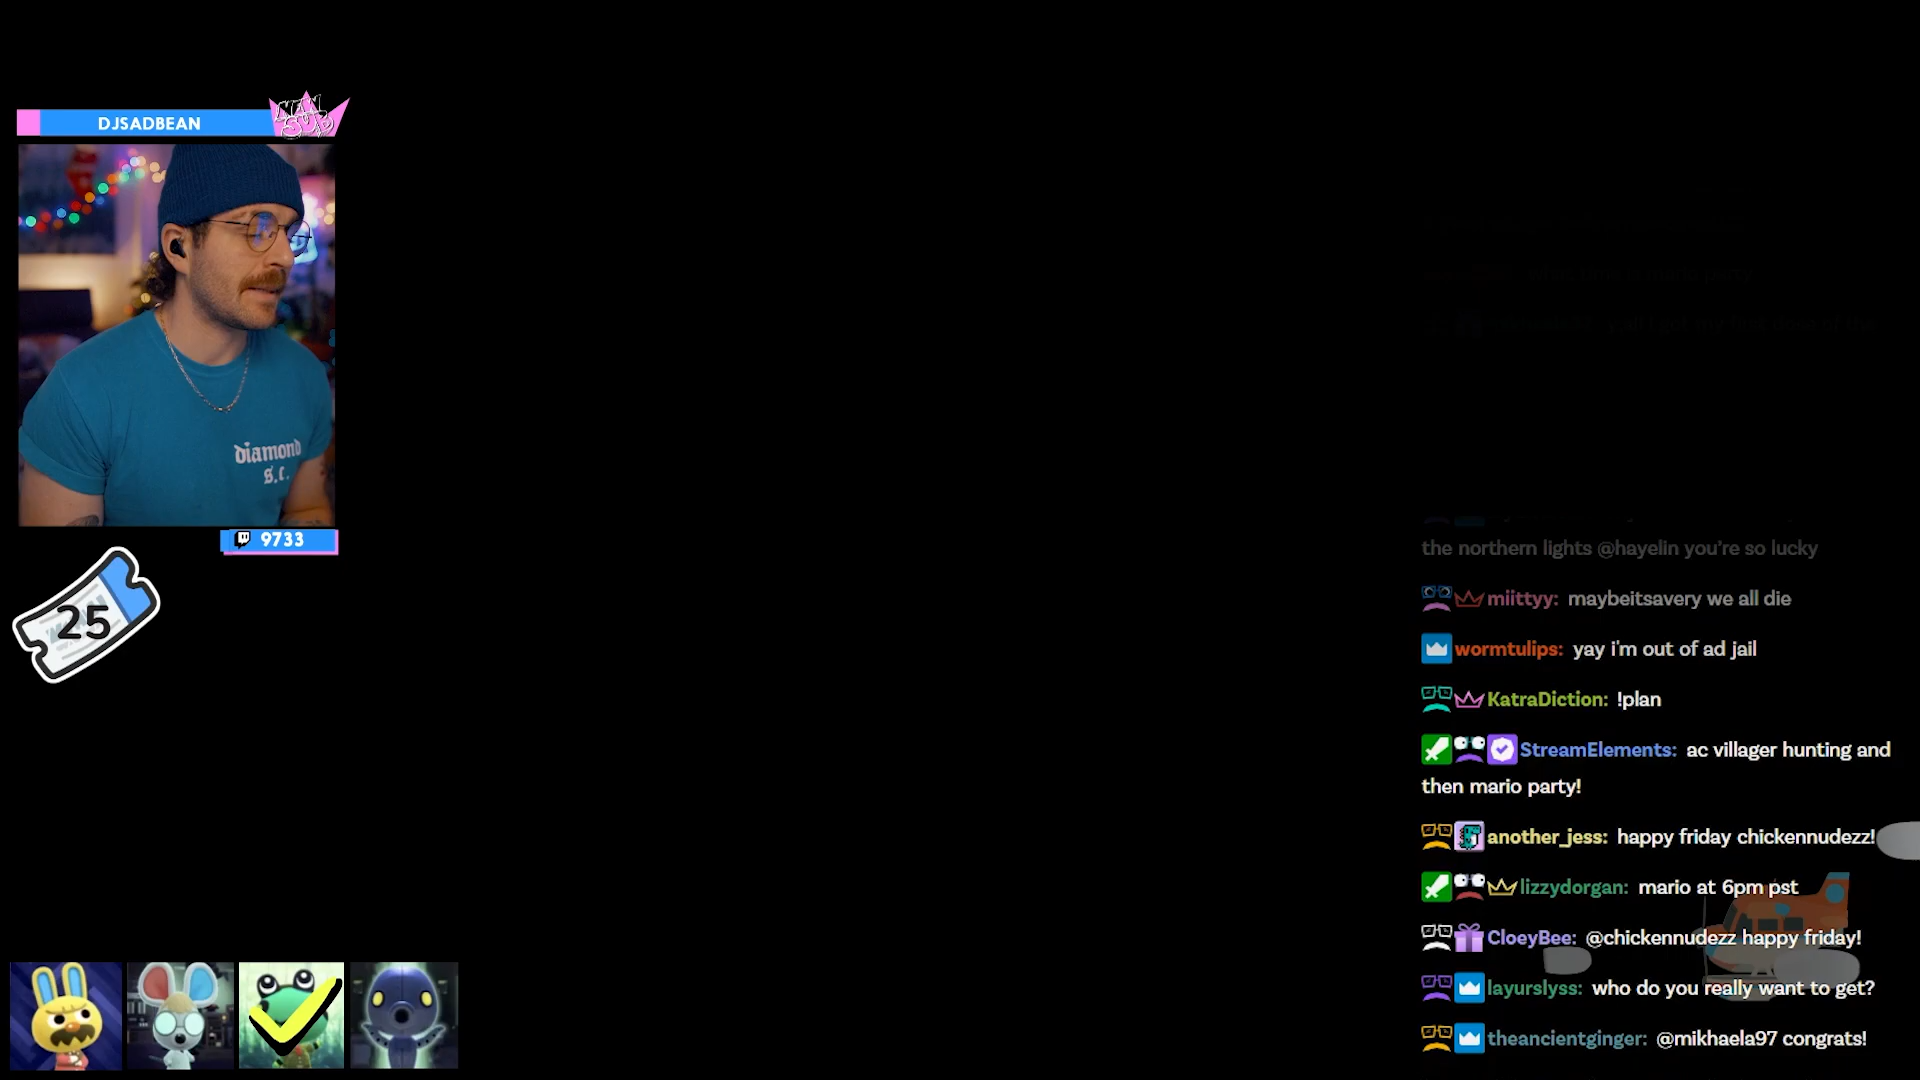 NEW SUB
DJSADBEAN
diamond
s.c.
9733
25
the northern lights @hayelin you're so lucky
miittyy: maybeitsavery we all die
wormtulips: yay i'm out of ad jail
KatraDiction: !plan
StreamElements: ac villager hunting and
then mario party!
another_jess: happy friday chickennudezz!
lizzydorgan: mario at 6pm pst
CloeyBee: @chickennudezz happy friday!
layurslyss: who do you really want to get?
theancientginger: @mikhaela97 congrats!